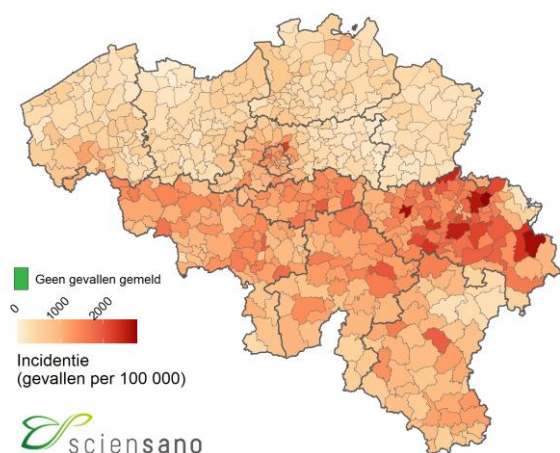 Geen gevallen gemeld
0 1000 2000
Incidentie
(gevallen per 100 000)
sciensano